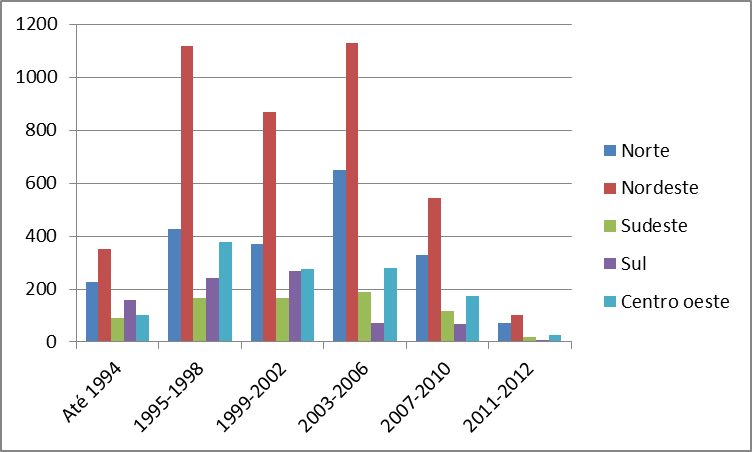 1200
1000
800
600
400
200
0
Até 1994
1995-1998
1999-2002
2003-2006
2007-2010
2011-2012
Norte
Nordeste
Sudeste
Sul
Centro oeste